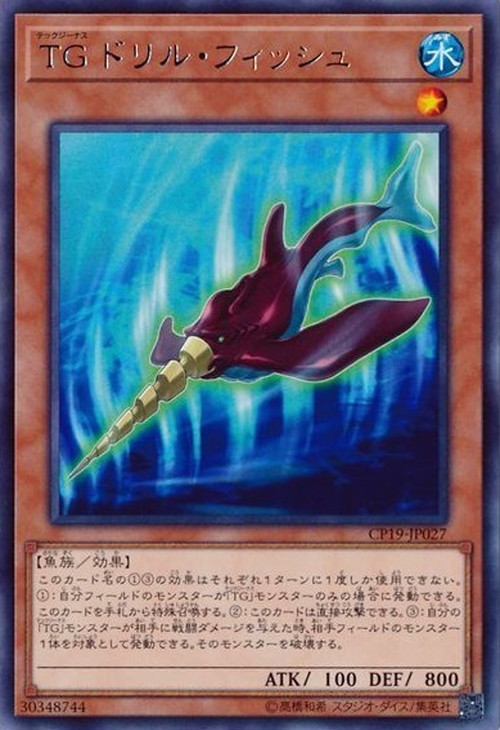 テックジーナス
TG ドリル・フィッシュ
みず
水
CP19-JP027
【魚族/効果】
このカード名の①③の効果はそれぞれ1ターンに1度しか使用できない。
①:自分フィールドのモンスターが「TG」モンスターのみの場合に発動できる。
このカードを手札から特殊召喚する。②:このカードは直接攻撃できる。③:自分の
「TG」モンスターが相手に戦闘ダメージを与えた時、相手フィールドのモンスター
1体を対象として発動できる。そのモンスターを破壊する。
ATK/ 100 DEF/ 800
30348744
©高橋和希 スタジオ・ダイス/集英社